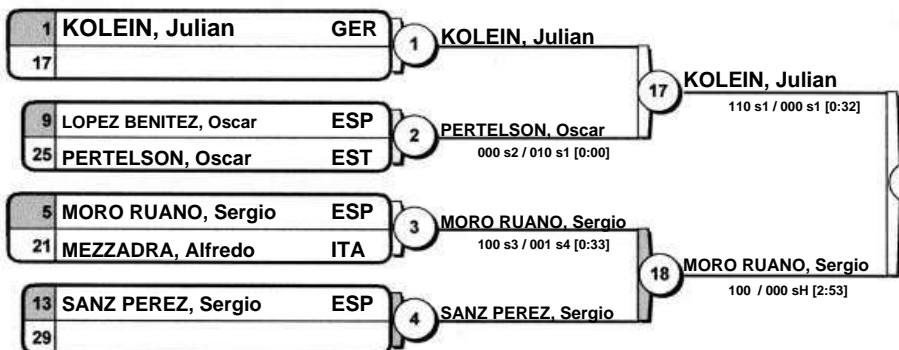 1 KOLEIN, Julian GER
17
1
KOLEIN, Julian
9 LOPEZ BENITEZ, Oscar ESP
25 PERTELSON, Oscar EST
2
PERTELSON, Oscar
000 s2 / 010 s1 [0:00]
17
KOLEIN, Julian
110 s1 / 000 s1 [0:32]
5 MORO RUANO, Sergio ESP
21 MEZZADRA, Alfredo ITA
3
MORO RUANO, Sergio
100 s3 / 001 s4 [0:33]
13 SANZ PEREZ, Sergio ESP
29
4
SANZ PEREZ, Sergio
18
MORO RUANO, Sergio
100 / 000 sH [2:53]